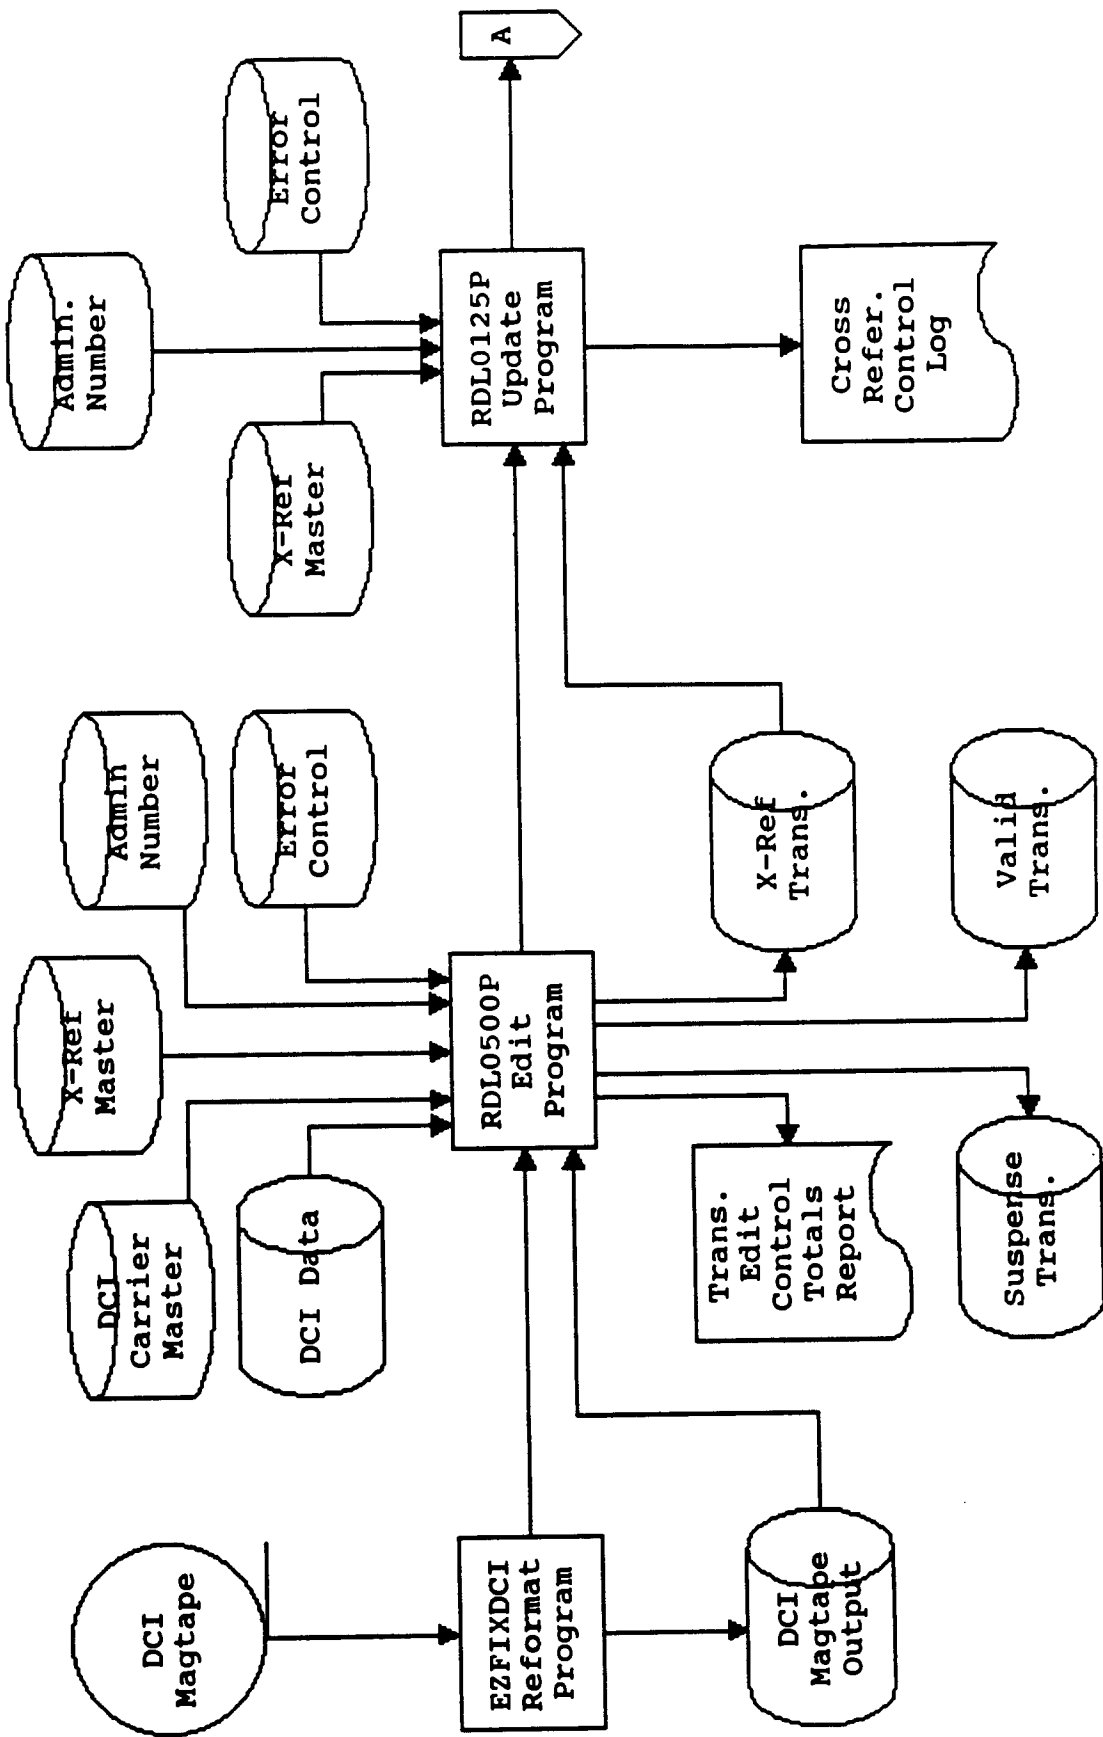 DCI
Magtape
EZFIXDCI
Reformat
Program
DCI
Magtape
Output
DCI
Carrier
Master
DCI Data
X-Ref
Master
Admin
Number
Error
Control
RDL0500P
Edit
Program
Trans.
Edit
Control
Totals
Report
Suspense
Trans.
X-Ref
Trans.
Valid
Trans.
Admin.
Number
X-Ref
Master
Error
Control
RDL0125P
Update
Program
Cross
Refer.
Control
Log
A